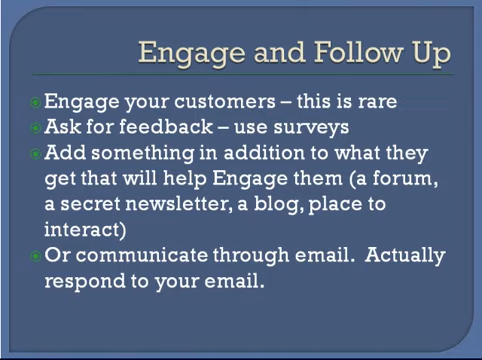 Engage and Follow Up
Engage your customers – this is rare
Ask for feedback – use surveys
Add something in addition to what they
get that will help Engage them (a forum,
a secret newsletter, a blog, place to
interact)
Or communicate through email.  Actually
respond to your email.